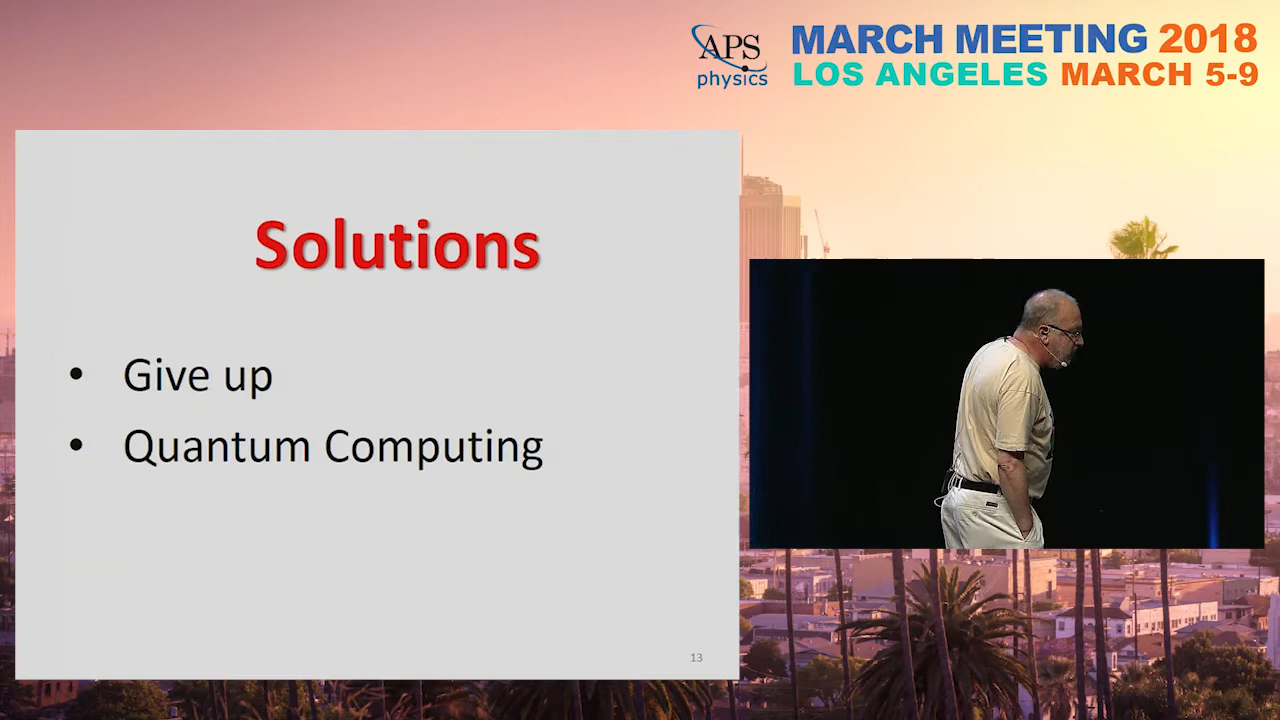 APS
physics
MARCH MEETING 2018
LOS ANGELES MARCH 5-9
Solutions
• Give up
• Quantum Computing
13